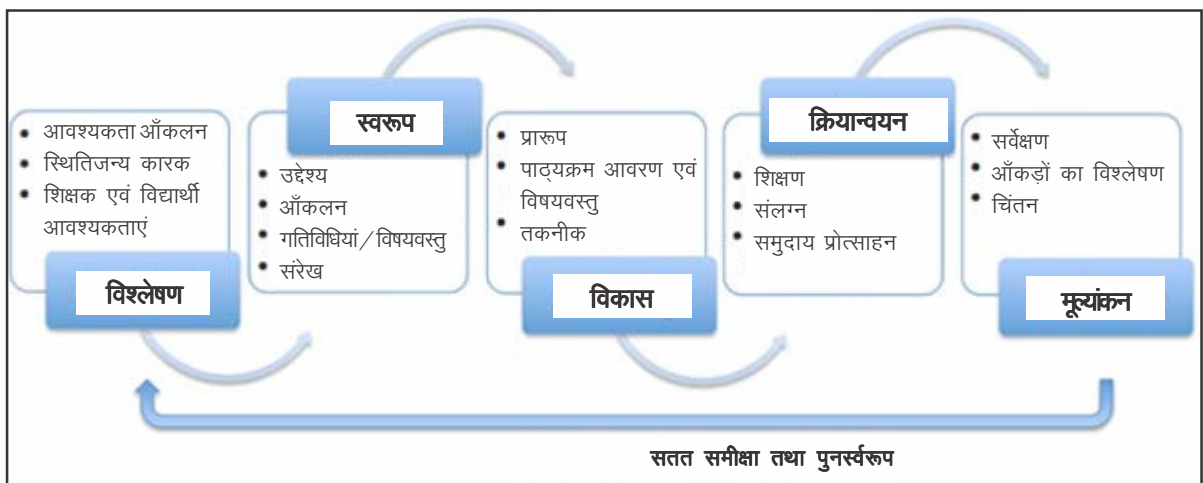 विश्लेषण
• आवश्यकता आँकलन
• स्थितिजन्य कारक
• शिक्षक एवं विद्यार्थी
आवश्यकताएं
स्वरूप
• उद्देश्य
• आँकलन
• गतिविधियां/विषयवस्तु
• संरेख
विकास
• प्रारूप
• पाठ्यक्रम आवरण एवं
विषयवस्तु
• तकनीक
क्रियान्वयन
• शिक्षण
• संलग्न
• समुदाय प्रोत्साहन
मूल्यांकन
• सर्वेक्षण
• आँकड़ों का विश्लेषण
• चिंतन
सतत समीक्षा तथा पुनर्स्वरूप